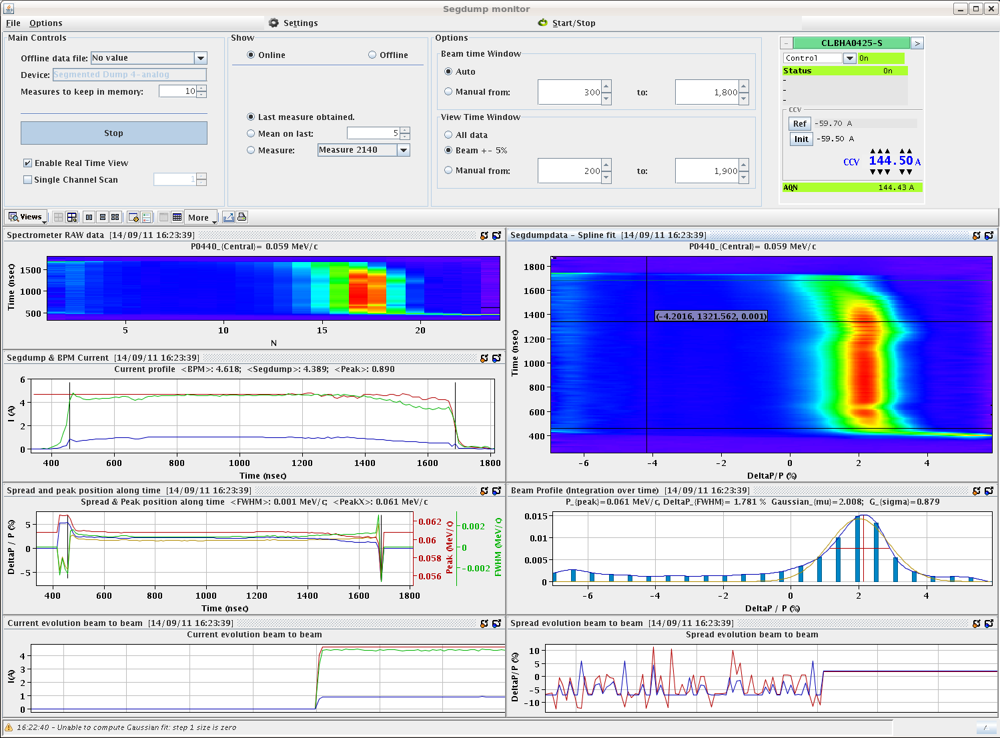 Segdump monitor
File Options Settings Start/Stop
Main Controls
Offline data file: No value
Device: Segmented Dump 4-analog
Measures to keep in memory: 10
Stop
Enable Real Time View
Single Channel Scan 1
Show
Online Offline
Last measure obtained.
Mean on last: 5
Measure: Measure 2140
Options
Beam time Window
Auto
Manual from: 300 to: 1,800
View Time Window
All data
Beam +- 5%
Manual from: 200 to: 1,900
- CLBHA0425-S >
Control On
Status On
-
-
-
CCV
Ref -59.70 A
Init -59.50 A
CCV 144.50 A
AQN 144.43 A
Views More
Spectrometer RAW data [14/09/11 16:23:39]
P0440_{Central}= 0.059 MeV/c
Time (nsec)
1500
1000
500
5 10 15 20
N
Segdump & BPM Current [14/09/11 16:23:39]
Current profile <BPM>: 4.618; <Segdump>: 4.389; <Peak>: 0.890
I (A)
6
4
2
0
400 600 800 1000 1200 1400 1600 1800
Time (nsec)
Spread and peak position along time [14/09/11 16:23:39]
Spread & Peak position along time <FWHM>: 0.001 MeV/c; <PeakX>: 0.061 MeV/c
DeltaP / P (%)
5
0
-5
0.062
0.06
0.058
0.056
Peak (MeV/c)
0.002
0
-0.002
FWHM (MeV/c)
400 600 800 1000 1200 1400 1600 1800
Time (nsec)
Current evolution beam to beam [14/09/11 16:23:39]
Current evolution beam to beam
I(A)
4
3
2
1
0
Segdumpdata - Spline fit [14/09/11 16:23:39]
P0440_{Central}= 0.059 MeV/c
Time (nsec)
1800
1600
1400
1200
1000
800
600
400
(-4.2016, 1321.562, 0.001)
-6 -4 -2 0 2 4
DeltaP/P (%)
Beam Profile (Integration over time) [14/09/11 16:23:39]
P_{peak}=0.061 MeV/c, DeltaP_{FWHM}= 1.781 % Gaussian_{mu}=2.008; G_{sigma}=0.879
0.015
0.01
0.005
0
-6 -4 -2 0 2 4
DeltaP / P (%)
Spread evolution beam to beam [14/09/11 16:23:39]
Spread evolution beam to beam
DeltaP/P (%)
10
5
0
-5
-10
16:22:40 - Unable to compute Gaussian fit: step 1 size is zero